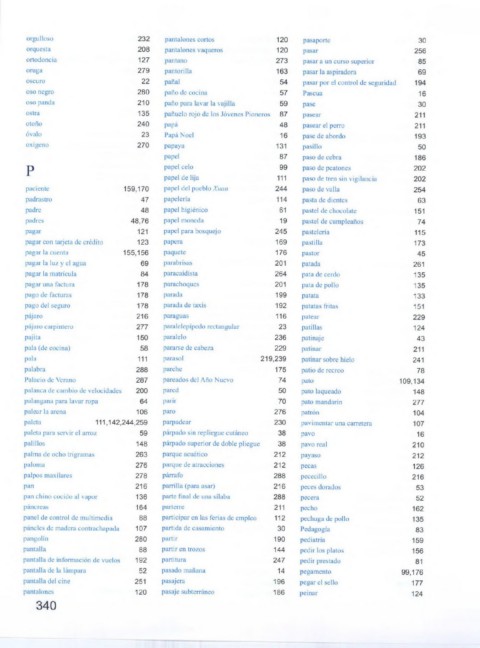 orgulloso 232
orquesta 208
ortodoncia 127
oruga 279
oscuro 22
oso negro 280
oso panda 210
ostra 135
otoño 240
óvalo 23
oxígeno 270
P
paciente 159,170
padrastro 47
padre 48
padres 48,76
pagar 121
pagar con tarjeta de crédito 123
pagar la cuenta 155,156
pagar la luz y el agua 69
pagar la matrícula 84
pagar una factura 178
pago de facturas 178
pago del seguro 178
pájaro 216
pájaro carpintero 277
pajita 150
pala (de cocina) 58
pala 111
palabra 288
Palacio de Verano 287
palanca de cambio de velocidades 200
palangana para lavar ropa 64
palear la arena 106
paleta 111,142,244,259
paleta para servir el arroz 59
palillos 148
palma de ocho trigramas 263
paloma 276
palpos maxilares 278
pan 216
pan chino cocido al vapor 136
páncreas 164
panel de control de multimedia 88
paneles de madera contrachapada 107
pangolín 280
pantalla 88
pantalla de información de vuelos 192
pantalla de la lámpara 52
pantalla del cine 251
pantalones 120
pantalones cortos 120
pantalones vaqueros 120
pantano 273
pantorrilla 163
pañal 54
paño de cocina 57
paño para lavar la vajilla 59
pañuelo rojo de los Jóvenes Pioneros 87
papá 48
Papá Noel 16
papaya 131
papel 67
papel celo 99
papel de lija 111
papel del pueblo Xuan 244
papelería 114
papel higiénico 61
papel moneda 19
papel para bosquejo 245
papera 169
paquete 176
parabrisas 201
paracaidista 264
parachoques 201
parada 199
parada de taxis 192
paraguas 116
paralelepípedo rectangular 23
paralelo 236
pararse de cabeza 229
parasol 219,239
parche 175
pareados del Año Nuevo 74
pared 50
parir 70
paro 276
parpadear 230
párpado sin repliegue cutáneo 38
párpado superior de doble pliegue 38
parque acuático 212
parque de atracciones 212
párrafo 288
parrilla (para asar) 216
parte final de una sílaba 288
parterre 211
participar en las ferias de empleo 112
partida de casamiento 30
partir 190
partir en trozos 144
partitura 247
pasado mañana 14
pasajero 196
pasaje subterráneo 186
pasaporte 30
pasar 256
pasar a un curso superior 85
pasar la aspiradora 69
pasar por el control de seguridad 194
Pascua 16
pase 30
pasear 211
pasear el perro 211
pase de abordo 193
pasillo 50
paso de cebra 186
paso de peatones 202
paso de tren sin vigilancia 202
paso de valla 254
pasta de dientes 63
pastel de chocolate 151
pastel de cumpleaños 74
pastelería 115
pastilla 173
pastor 45
patada 261
pata de cerdo 135
pata de pollo 135
patata 133
patatas fritas 151
patear 229
patillas 124
patinaje 43
patinar 211
patinar sobre hielo 241
patio de recreo 78
pato 109,134
pato laqueado 148
pato mandarín 277
patrón 104
pavimentar una carretera 107
pavo 16
pavo real 210
payaso 212
pecas 126
pececillo 216
peces dorados 53
pecera 52
pecho 162
pechuga de pollo 135
Pedagogía 83
pediatría 159
pedir los platos 156
pedir prestado 81
pegamento 99,176
pegar el sello 177
peinar 124
340